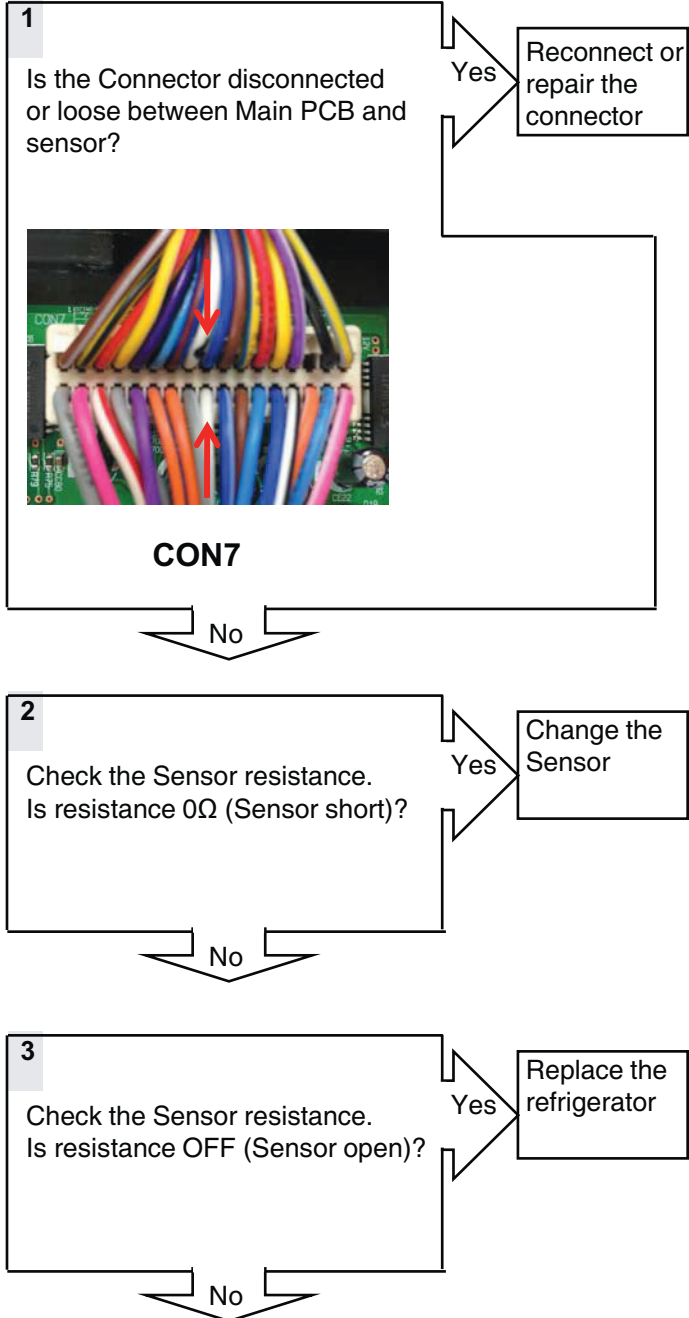 1
Is the Connector disconnected
or loose between Main PCB and
sensor?
Yes
Reconnect or
repair the
connector
CON7
CON7
No
2
Check the Sensor resistance.
Is resistance 0Ω (Sensor short)?
Yes
Change the
Sensor
No
3
Check the Sensor resistance.
Is resistance OFF (Sensor open)?
Yes
Replace the
refrigerator
No